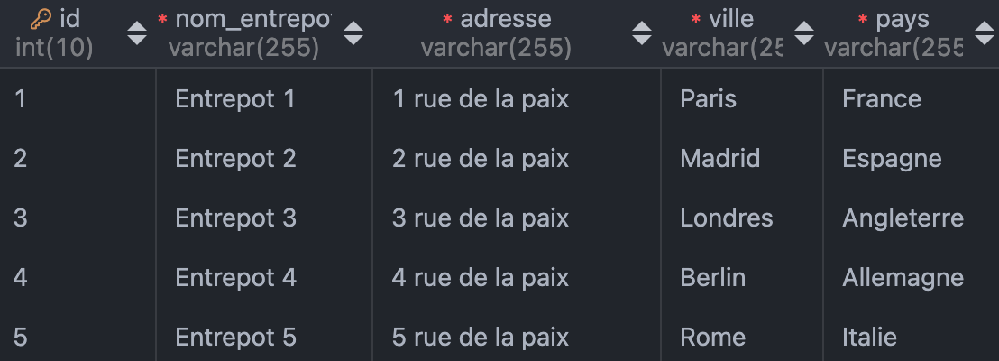 id * nom_entrepo * adresse * ville * pays
int(10) varchar(255) varchar(255) varchar(25 varchar(255
1 Entrepot 1 1 rue de la paix Paris France
2 Entrepot 2 2 rue de la paix Madrid Espagne
3 Entrepot 3 3 rue de la paix Londres Angleterre
4 Entrepot 4 4 rue de la paix Berlin Allemagne
5 Entrepot 5 5 rue de la paix Rome Italie